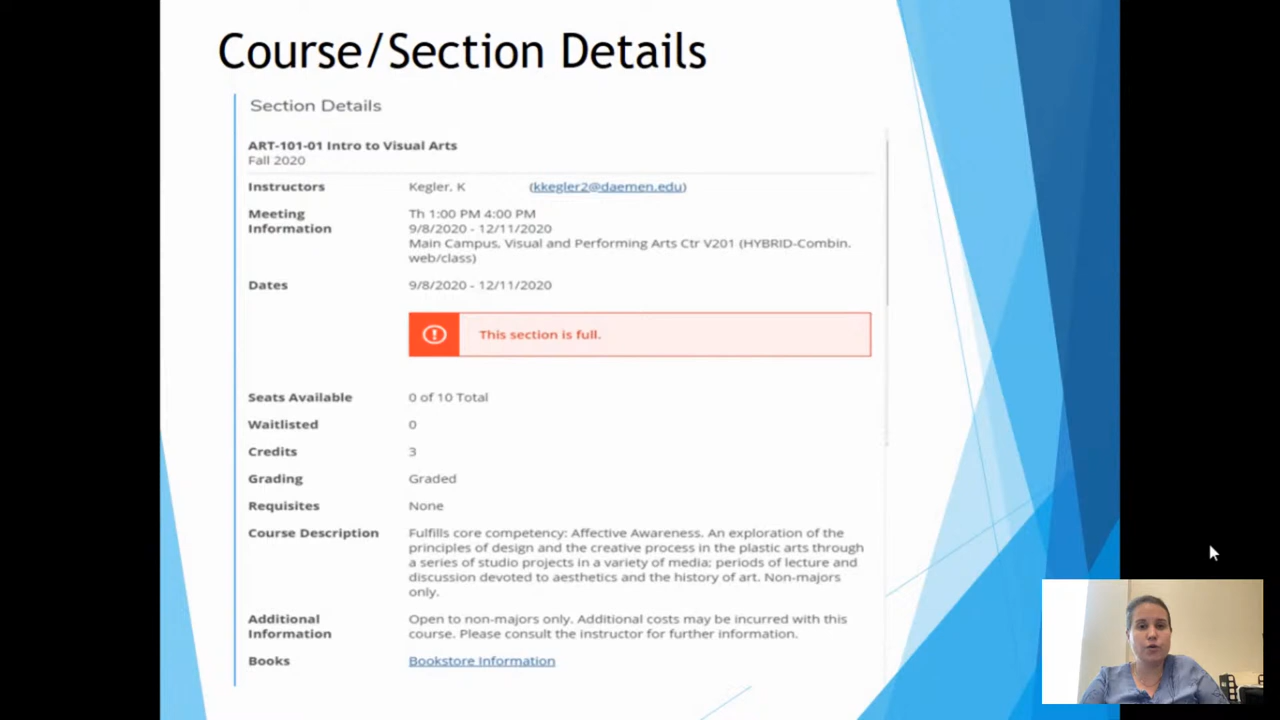 Course/Section Details
Section Details
ART-101-01 Intro to Visual Arts
Fall 2020
Instructors Kegler, K (kkegler2@daemen.edu)
Meeting Information Th 1:00 PM 4:00 PM
9/8/2020 - 12/11/2020
Main Campus, Visual and Performing Arts Ctr V201 (HYBRID-Combin.
web/class)
Dates 9/8/2020 - 12/11/2020
This section is full.
Seats Available 0 of 10 Total
Waitlisted 0
Credits 3
Grading Graded
Requisites None
Course Description Fulfills core competency: Affective Awareness. An exploration of the
principles of design and the creative process in the plastic arts through
a series of studio projects in a variety of media; periods of lecture and
discussion devoted to aesthetics and the history of art. Non-majors
only.
Additional Information Open to non-majors only. Additional costs may be incurred with this
course. Please consult the instructor for further information.
Books Bookstore Information